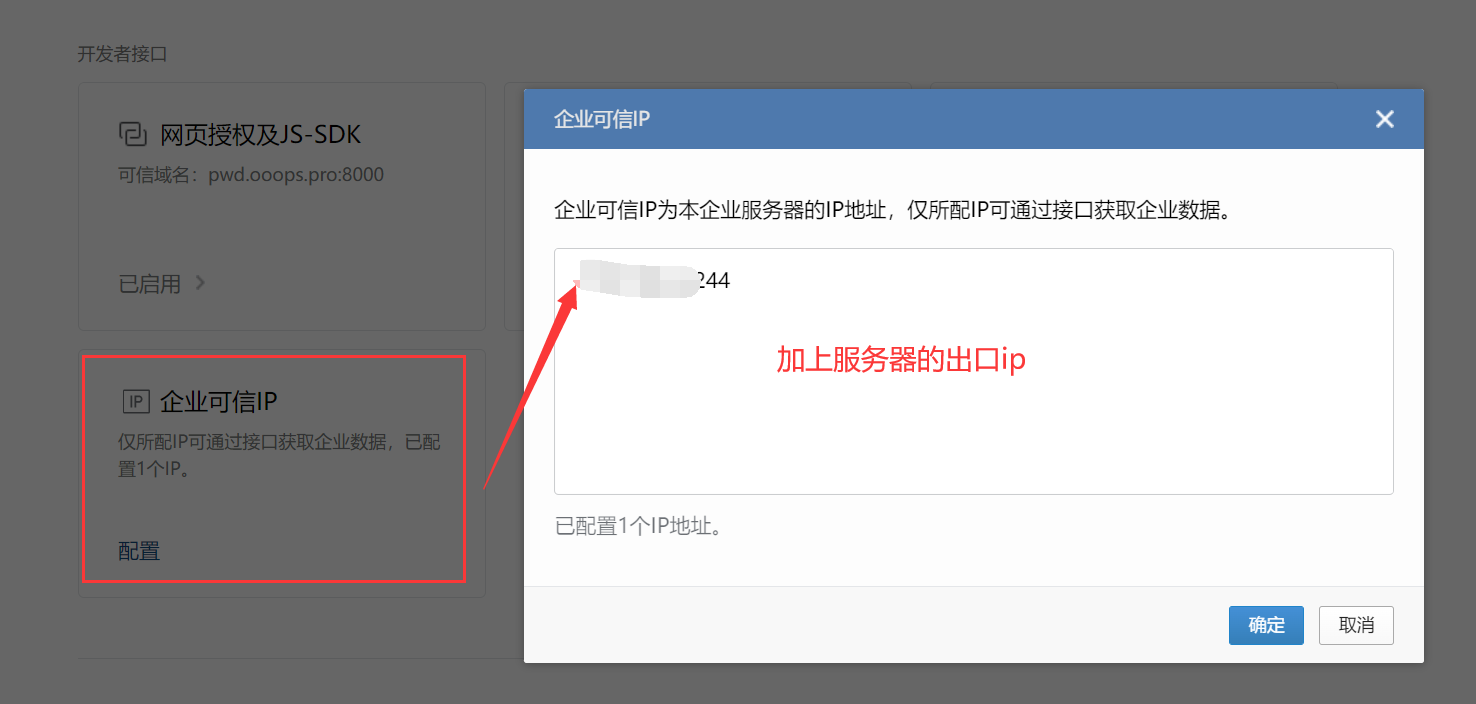 开发者接口
网页授权及JS-SDK
可信域名：pwd.ooops.pro:8000
已启用
企业可信IP
仅所配IP可通过接口获取企业数据，已配
置1个IP。
配置
企业可信IP
企业可信IP为本企业服务器的IP地址，仅所配IP可通过接口获取企业数据。
244
加上服务器的出口ip
已配置1个IP地址。
确定
取消